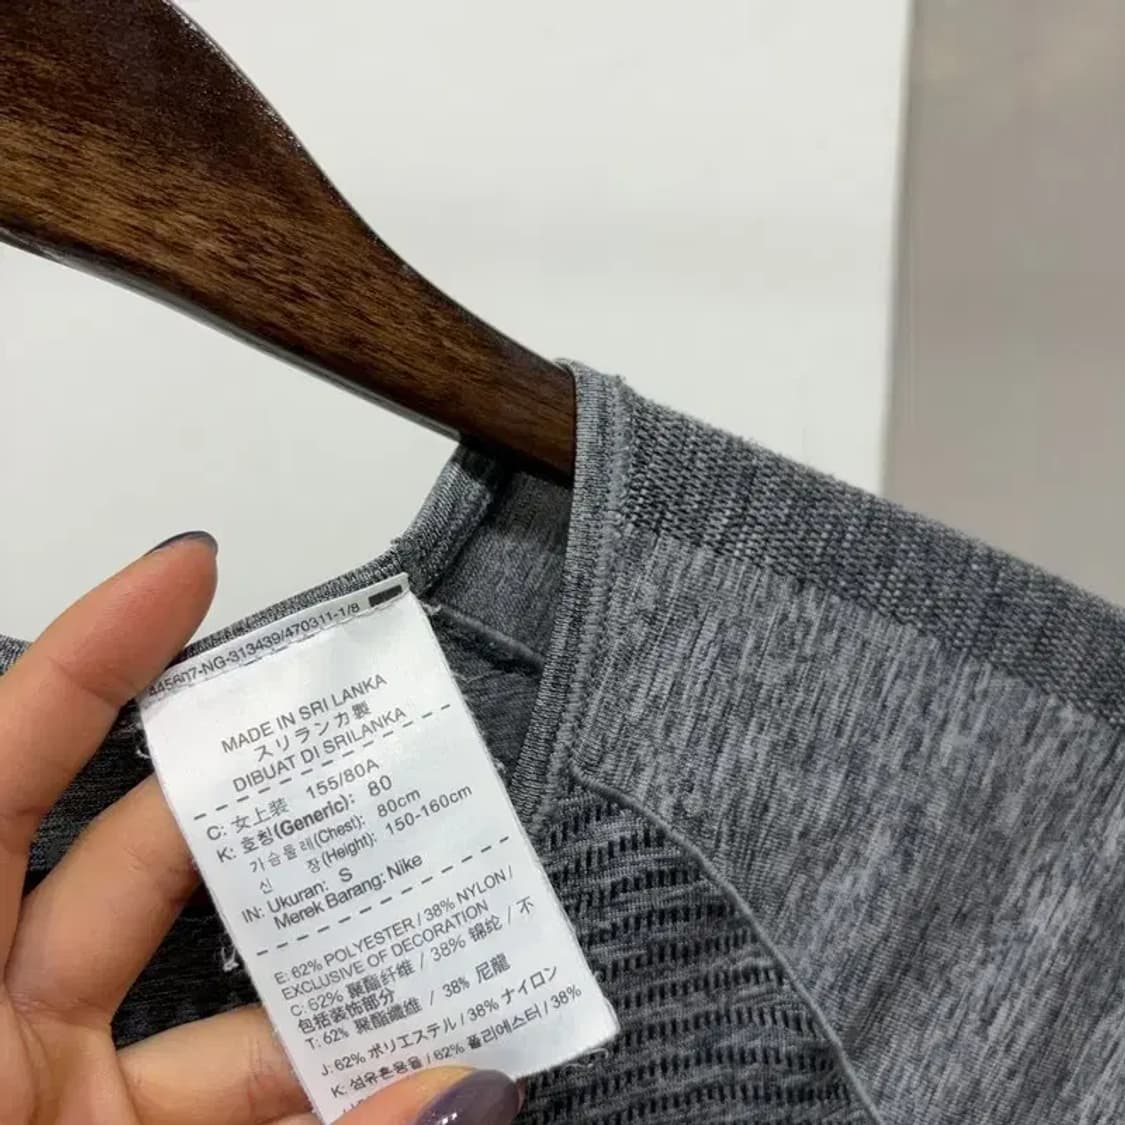 445607-NG-313439/470311-1/8
MADE IN SRI LANKA
スリランカ製
DIBUAT DI SRILANKA
C: 女上装 155/80A
K: 호칭(Generic): 80
가슴둘레(Chest): 80cm
신 장(Height): 150-160cm
IN: Ukuran: S
Merek Barang: Nike
E: 62% POLYESTER / 38% NYLON /
EXCLUSIVE OF DECORATION
C: 62% 聚酯纤维 / 38% 锦纶 / 不
包括装饰部分
T: 62% 聚酯纖維 / 38% 尼龍
J: 62% ポリエステル / 38% ナイロン
K: 섬유혼용율 / 62% 폴리에스터 / 38%